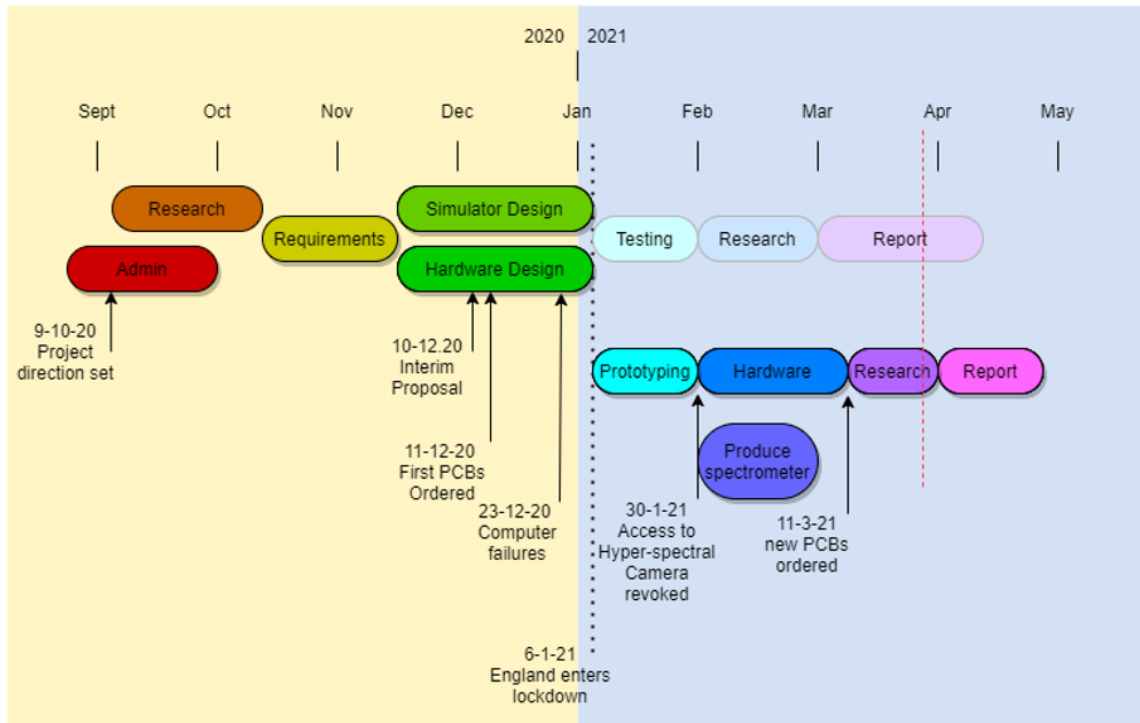 2020 2021
Sept Oct Nov Dec Jan Feb Mar Apr May
Research
Simulator Design
Requirements
Testing
Research
Report
Admin
Hardware Design
9-10-20
Project
direction set
10-12.20
Interim
Proposal
Prototyping
Hardware
Research
Report
11-12-20
First PCBs
Ordered
Produce
spectrometer
23-12-20
Computer
failures
30-1-21
Access to
Hyper-spectral
Camera
revoked
11-3-21
new PCBs
ordered
6-1-21
England enters
lockdown